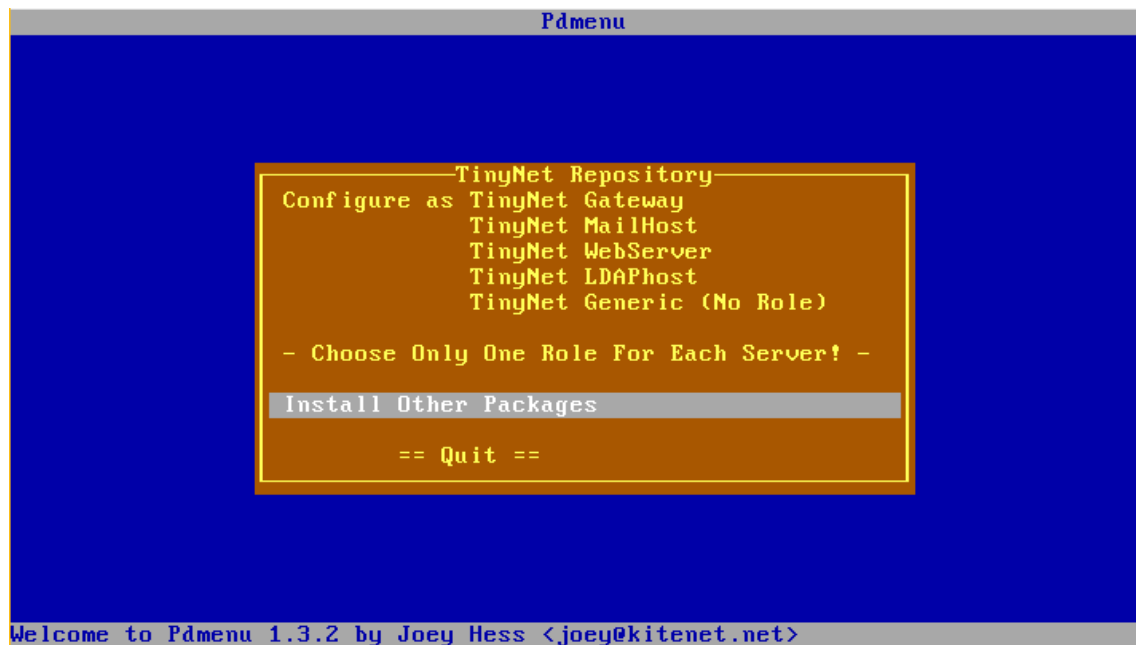 Pdmenu
TinyNet Repository
Configure as TinyNet Gateway
TinyNet MailHost
TinyNet WebServer
TinyNet LDAPhost
TinyNet Generic (No Role)
- Choose Only One Role For Each Server! -
Install Other Packages
== Quit ==
Welcome to Pdmenu 1.3.2 by Joey Hess <joey@kitenet.net>